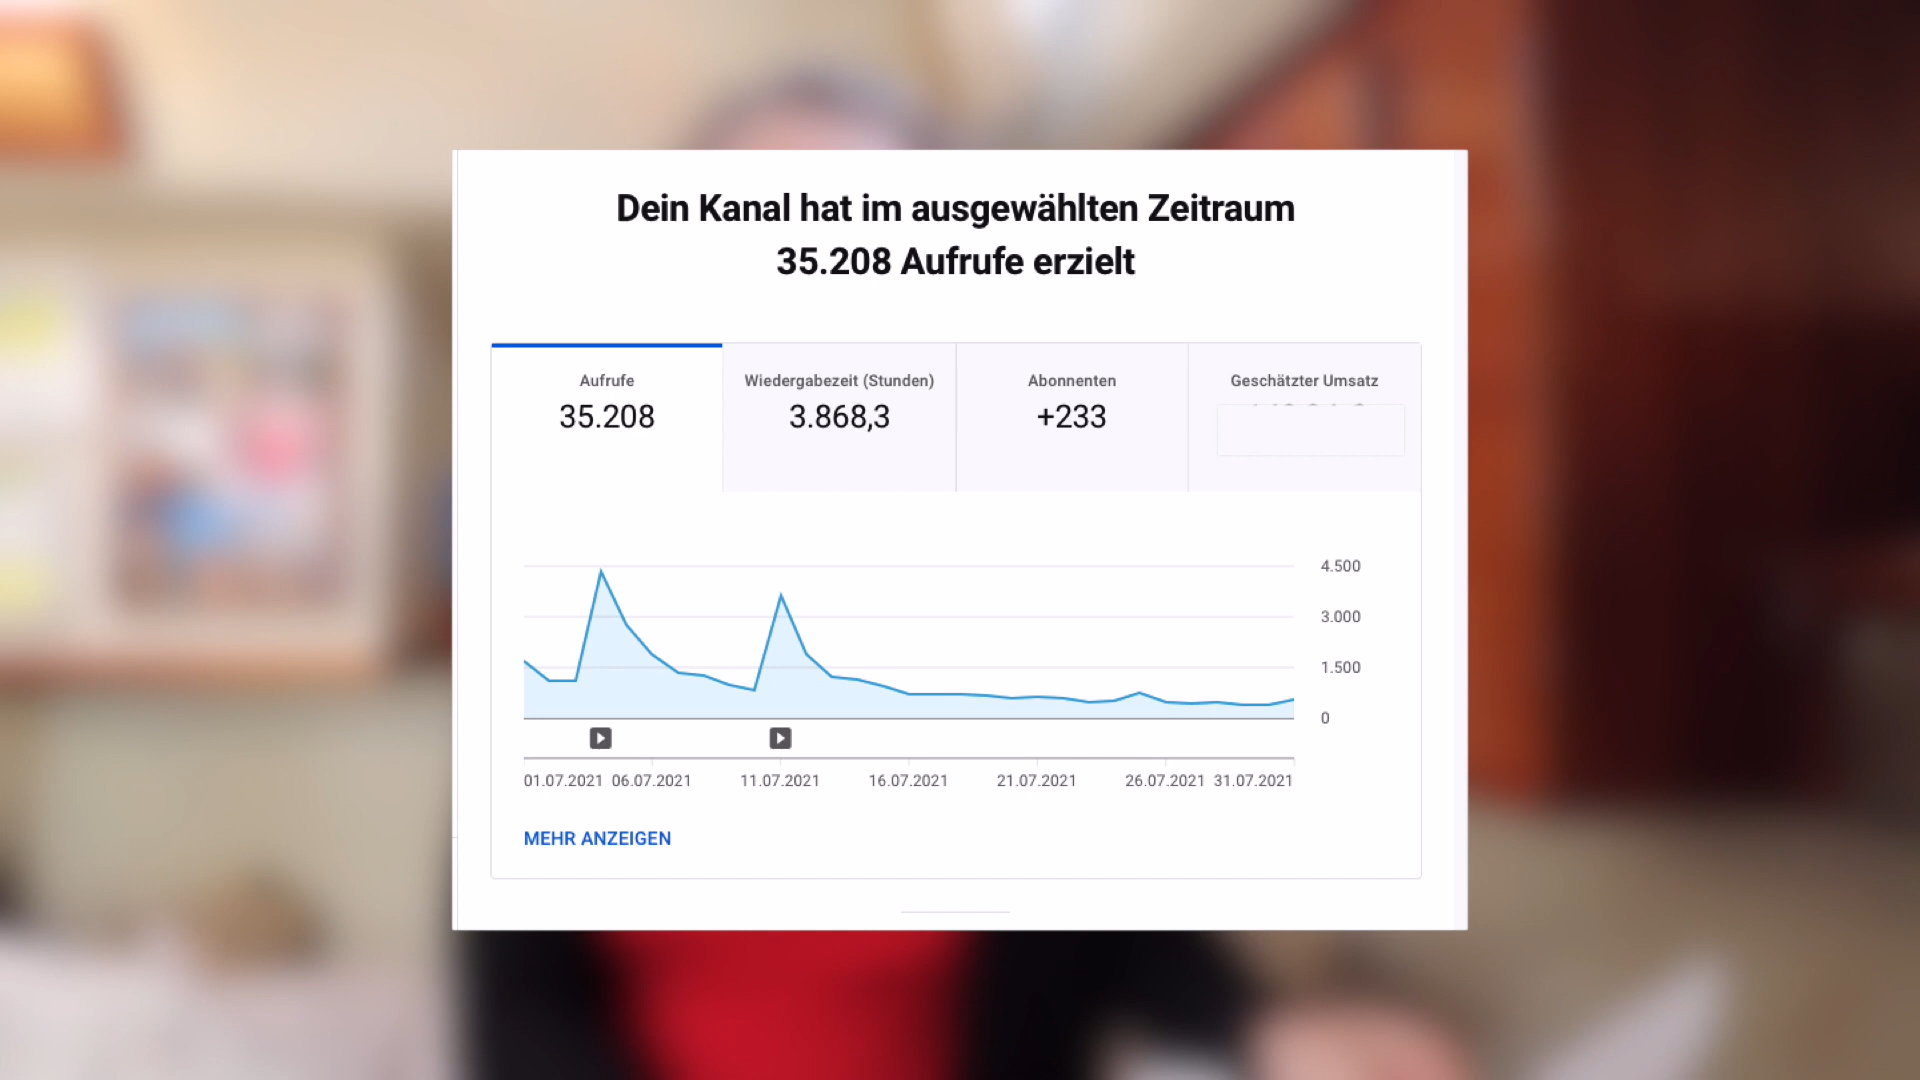 Dein Kanal hat im ausgewählten Zeitraum
35.208 Aufrufe erzielt
Aufrufe
35.208
Wiedergabezeit (Stunden)
3.868,3
Abonnenten
+233
Geschätzter Umsatz
4.500
3.000
1.500
0
01.07.2021 06.07.2021 11.07.2021 16.07.2021 21.07.2021 26.07.2021 31.07.2021
MEHR ANZEIGEN